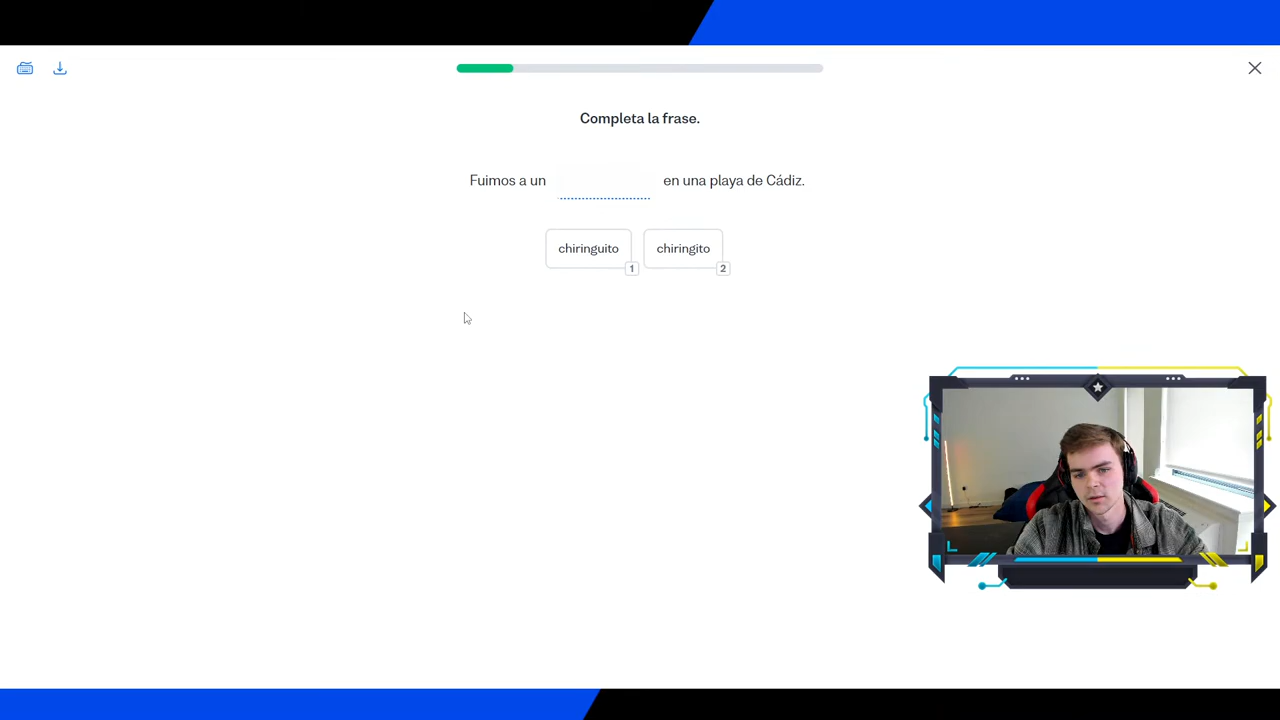 Completa la frase.
Fuimos a un en una playa de Cádiz.
chiringuito 1 chiringito 2